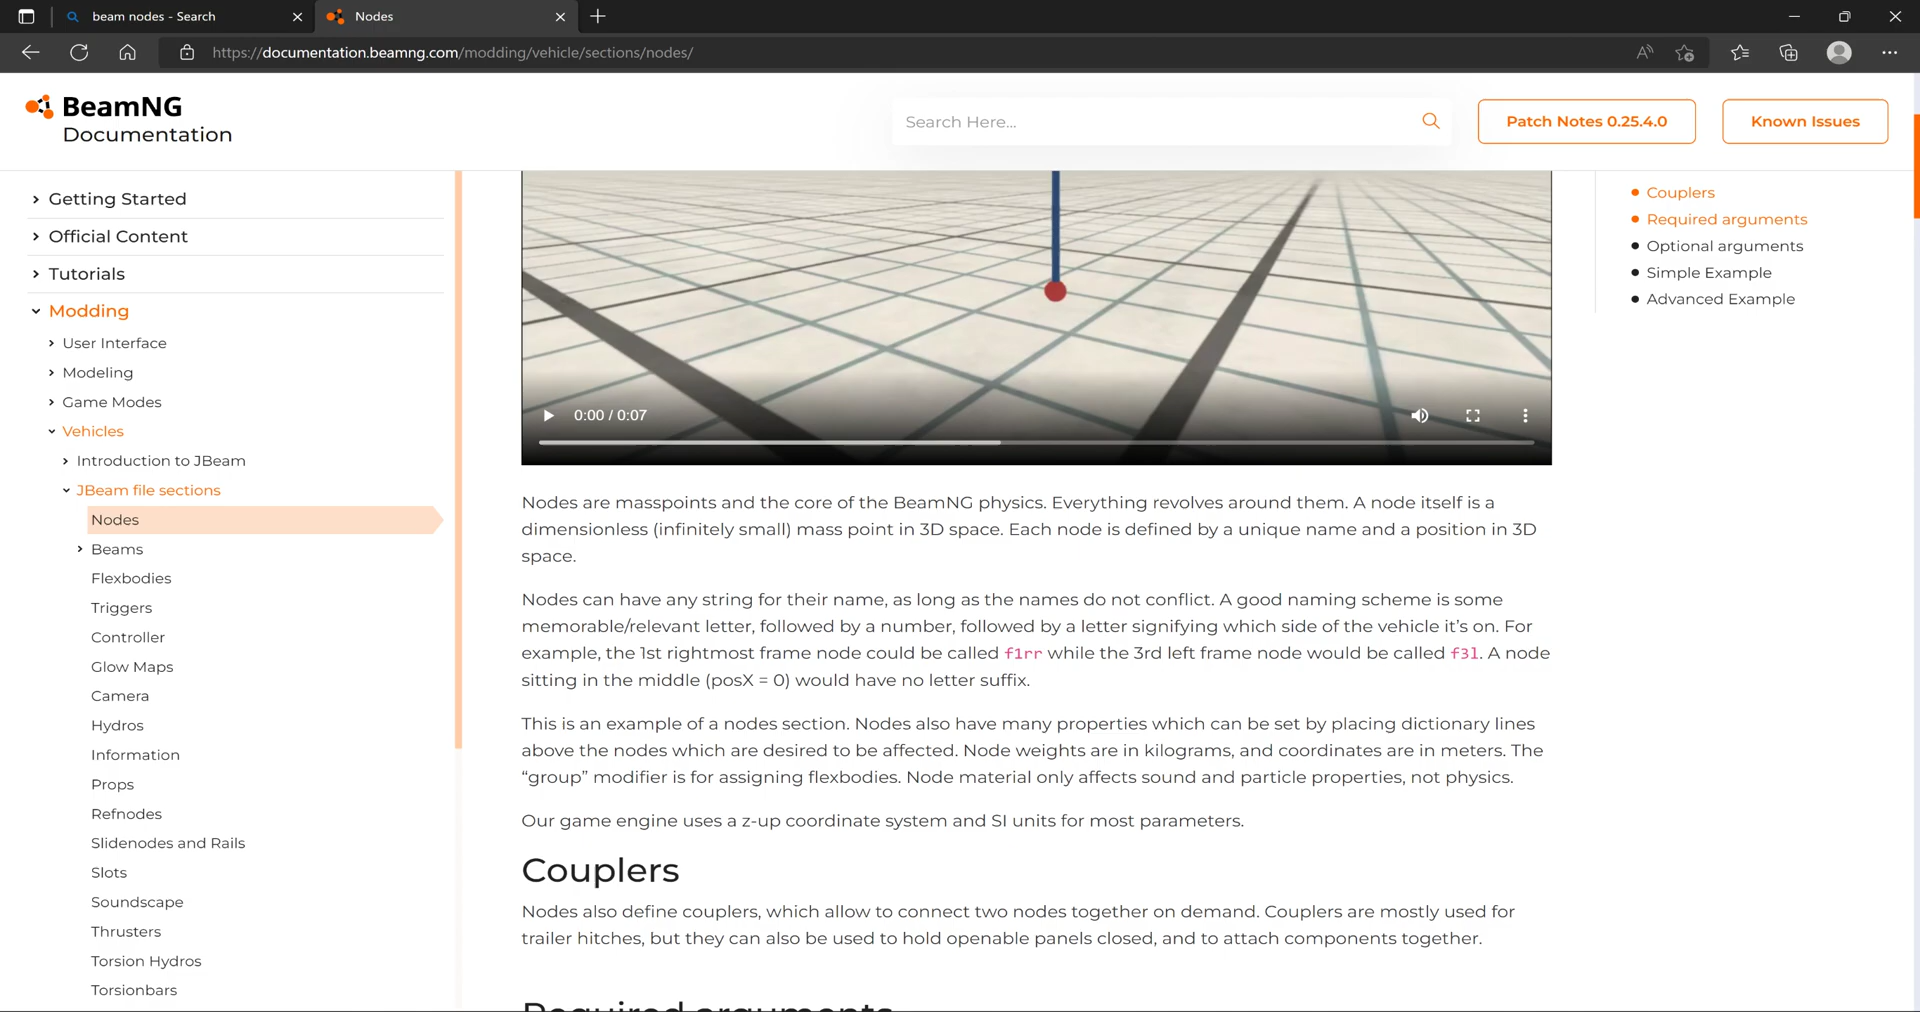 beam nodes - Search
Nodes
https://documentation.beamng.com/modding/vehicle/sections/nodes/
BeamNG
Documentation
Search Here...
Patch Notes 0.25.4.0
Known Issues
Getting Started
Official Content
Tutorials
Modding
User Interface
Modeling
Game Modes
Vehicles
Introduction to JBeam
JBeam file sections
Nodes
Beams
Flexbodies
Triggers
Controller
Glow Maps
Camera
Hydros
Information
Props
Refnodes
Slidenodes and Rails
Slots
Soundscape
Thrusters
Torsion Hydros
Torsionbars
0:00 / 0:07
Nodes are masspoints and the core of the BeamNG physics. Everything revolves around them. A node itself is a
dimensionless (infinitely small) mass point in 3D space. Each node is defined by a unique name and a position in 3D
space.
Nodes can have any string for their name, as long as the names do not conflict. A good naming scheme is some
memorable/relevant letter, followed by a number, followed by a letter signifying which side of the vehicle it's on. For
example, the 1st rightmost frame node could be called f1rr while the 3rd left frame node would be called f3l. A node
sitting in the middle (posX = 0) would have no letter suffix.
This is an example of a nodes section. Nodes also have many properties which can be set by placing dictionary lines
above the nodes which are desired to be affected. Node weights are in kilograms, and coordinates are in meters. The
“group” modifier is for assigning flexbodies. Node material only affects sound and particle properties, not physics.
Our game engine uses a z-up coordinate system and SI units for most parameters.
Couplers
Nodes also define couplers, which allow to connect two nodes together on demand. Couplers are mostly used for
trailer hitches, but they can also be used to hold openable panels closed, and to attach components together.
Required arguments
Couplers
Required arguments
Optional arguments
Simple Example
Advanced Example